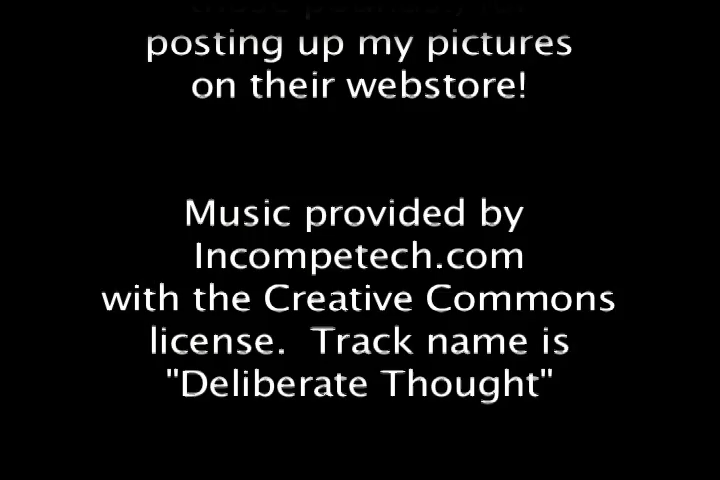 posting up my pictures
on their webstore!
Music provided by
Incompetech.com
with the Creative Commons
license.  Track name is
"Deliberate Thought"